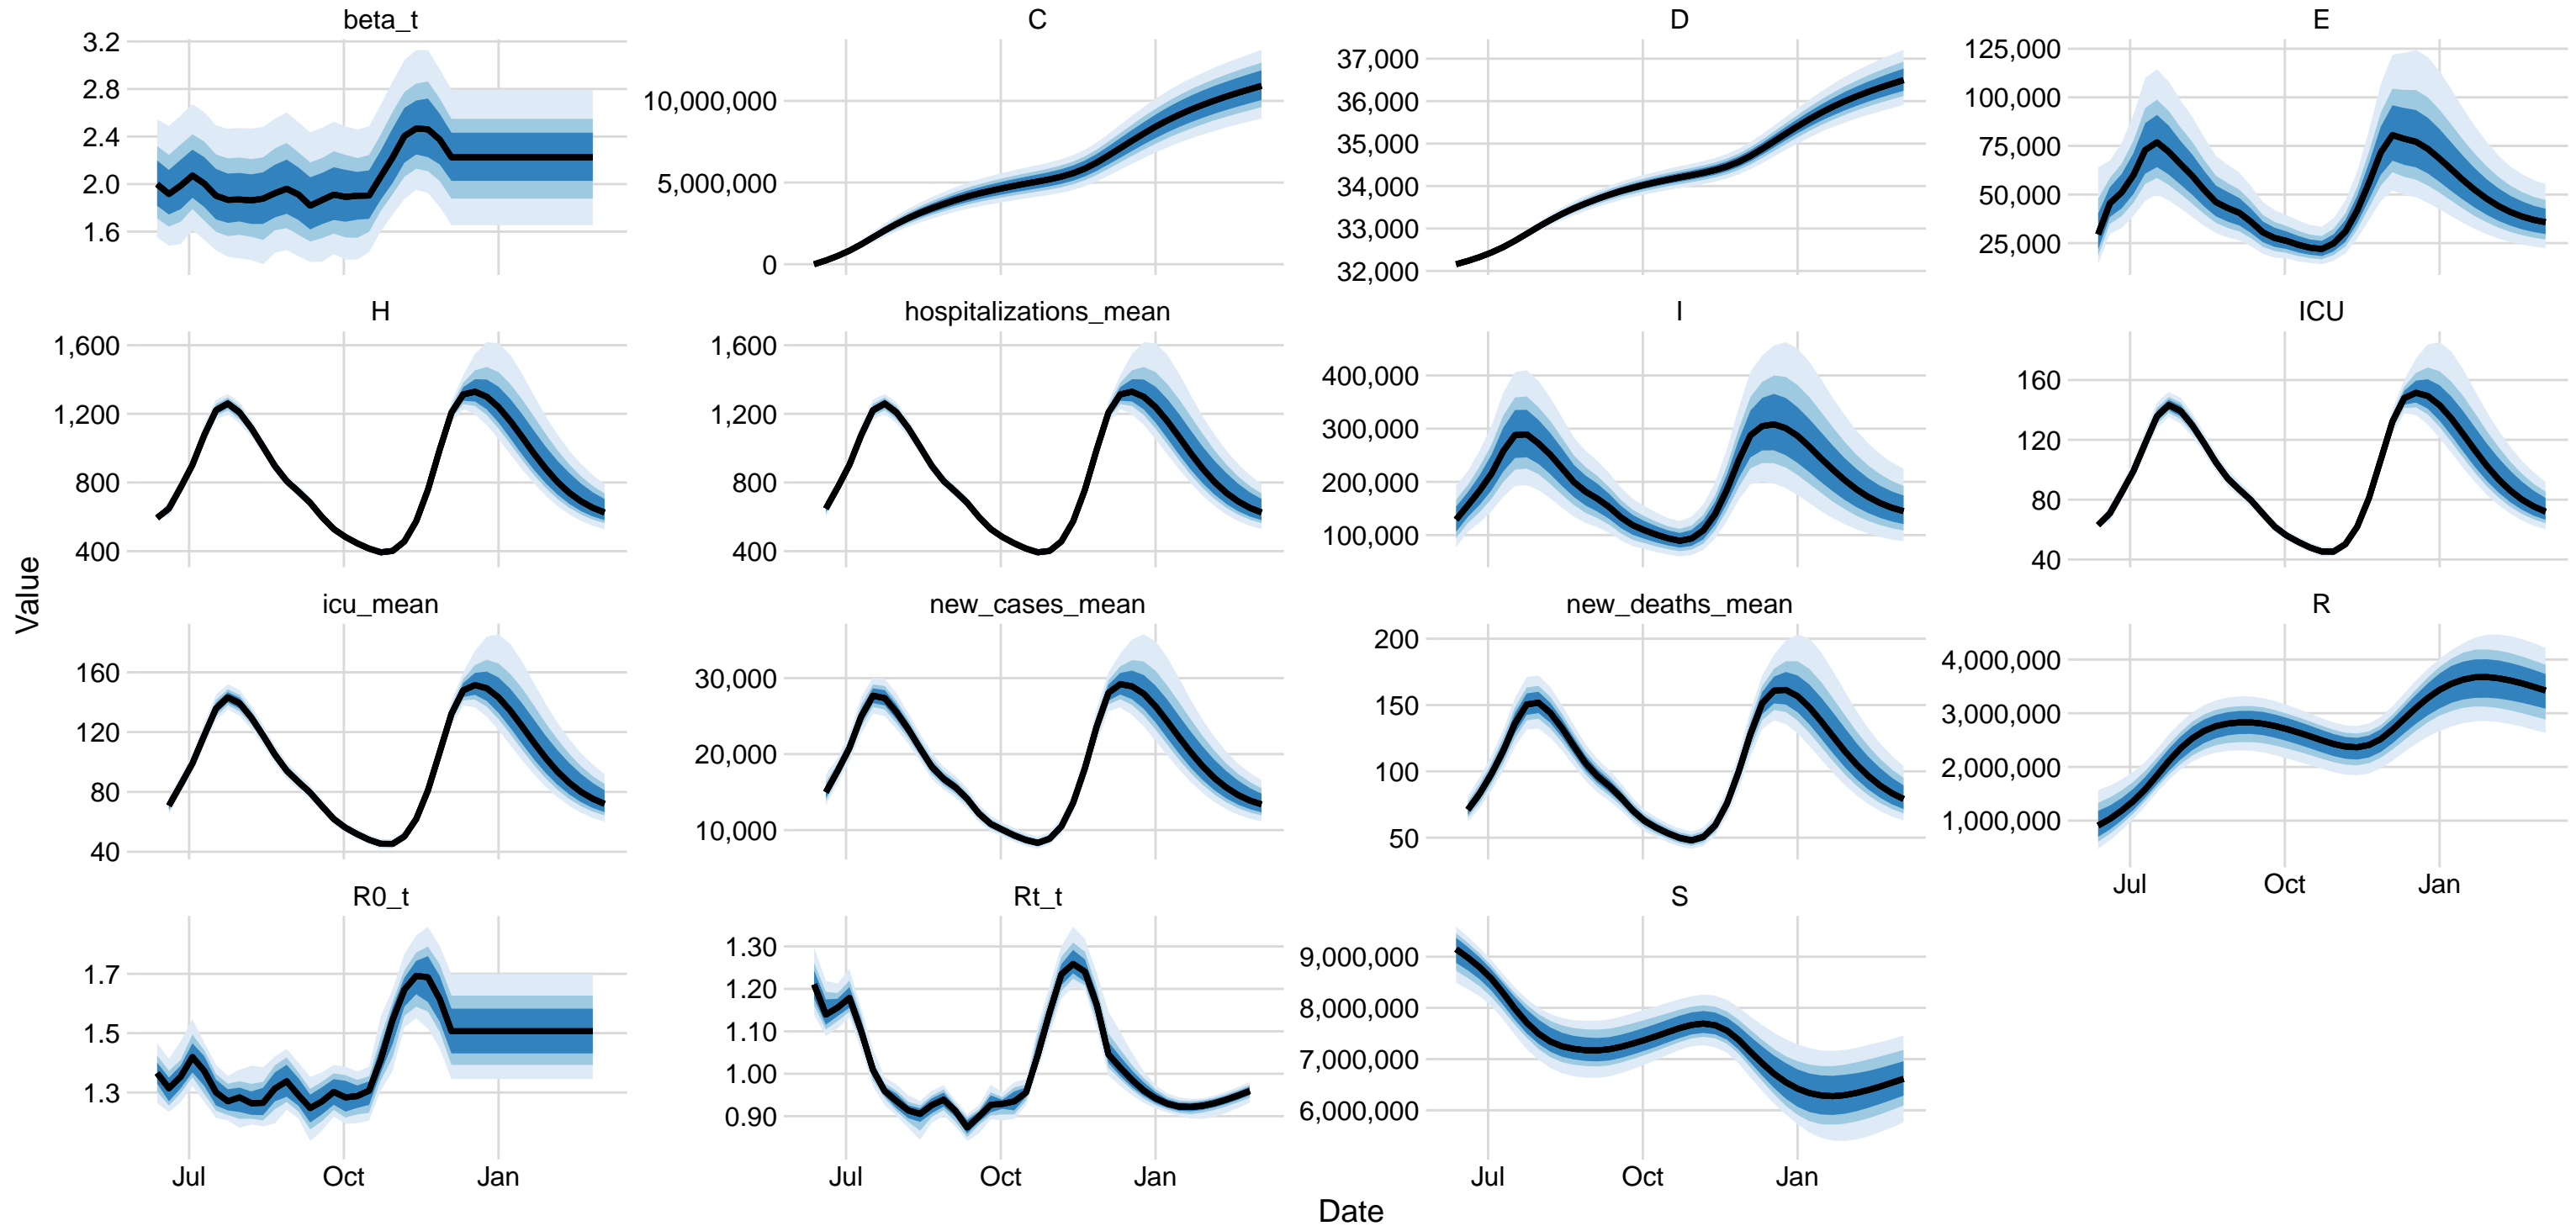 beta_t
3.2
2.8
2.4
2.0
1.6
C
10,000,000
5,000,000
0
D
37,000
36,000
35,000
34,000
33,000
32,000
E
125,000
100,000
75,000
50,000
25,000
H
1,600
1,200
800
400
hospitalizations_mean
1,600
1,200
800
400
I
400,000
300,000
200,000
100,000
ICU
160
120
80
40
icu_mean
160
120
80
40
new_cases_mean
30,000
20,000
10,000
new_deaths_mean
200
150
100
50
R
4,000,000
3,000,000
2,000,000
1,000,000
Jul Oct Jan
R0_t
1.7
1.5
1.3
Jul Oct Jan
Rt_t
1.30
1.20
1.10
1.00
0.90
Jul Oct Jan
S
9,000,000
8,000,000
7,000,000
6,000,000
Jul Oct Jan
Value
Date